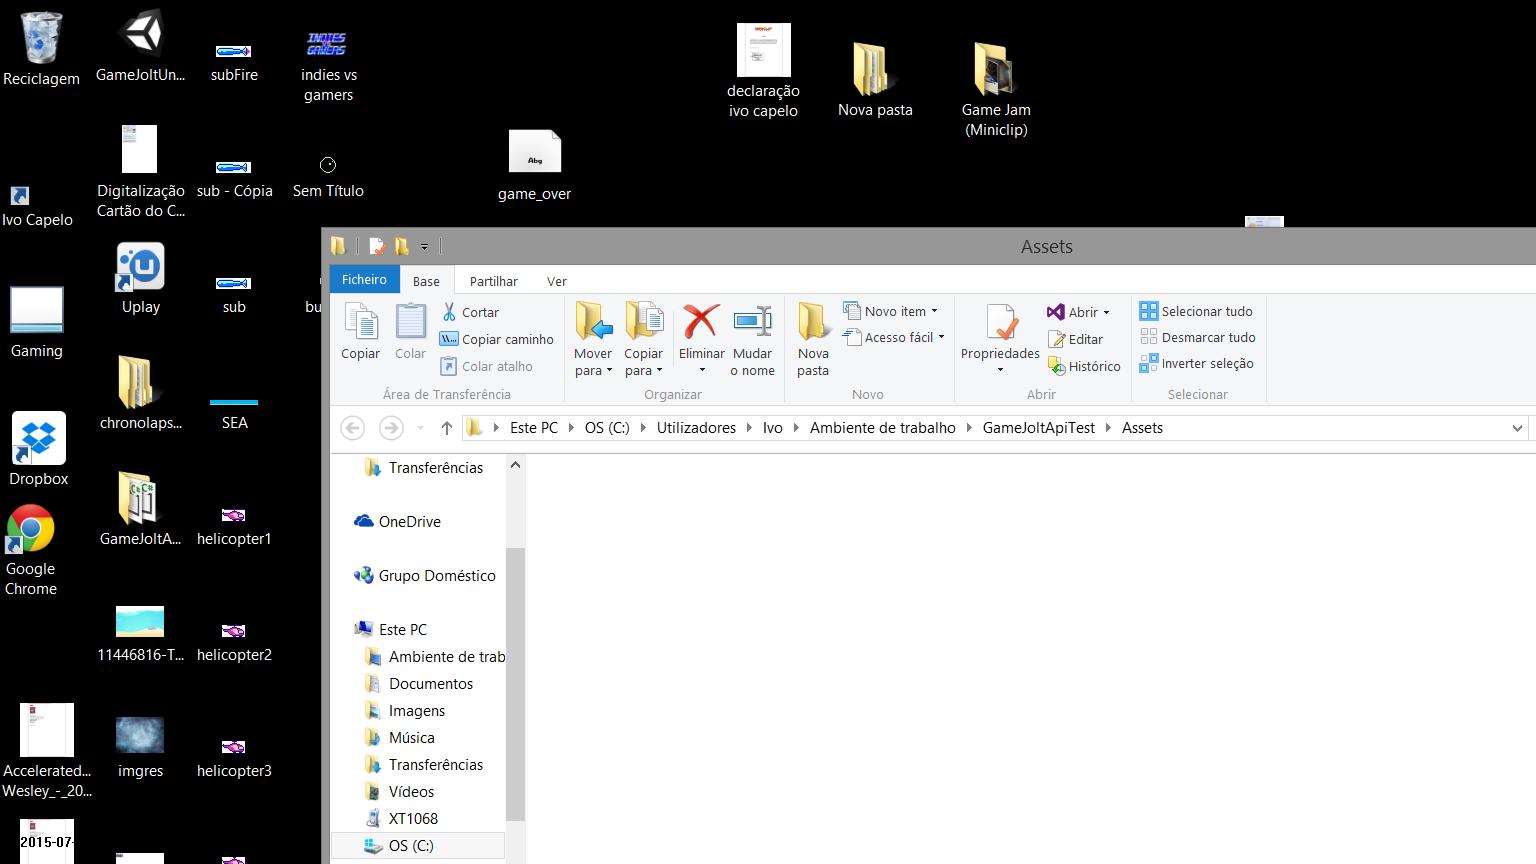 Reciclagem
GameJoltUn...
subFire
indies vs
gamers
INDIES
VS
GAMERS
declaração
ivo capelo
Nova pasta
Game Jam
(Miniclip)
Ivo Capelo
Digitalização
Cartão do C...
sub - Cópia
Sem Título
Abg
game_over
Gaming
Uplay
sub
bu
Dropbox
chronolaps...
SEA
Google
Chrome
GameJoltA...
helicopter1
11446816-T...
helicopter2
Accelerated...
Wesley_-_20...
imgres
helicopter3
2015-07-
Assets
Ficheiro
Base
Partilhar
Ver
Copiar
Colar
Cortar
Copiar caminho
Colar atalho
Área de Transferência
Mover
para
Copiar
para
Eliminar
Mudar
o nome
Organizar
Nova
pasta
Novo item
Acesso fácil
Novo
Propriedades
Abrir
Editar
Histórico
Abrir
Selecionar tudo
Desmarcar tudo
Inverter seleção
Selecionar
Este PC
OS (C:)
Utilizadores
Ivo
Ambiente de trabalho
GameJoltApiTest
Assets
Transferências
OneDrive
Grupo Doméstico
Este PC
Ambiente de trab
Documentos
Imagens
Música
Transferências
Vídeos
XT1068
OS (C:)